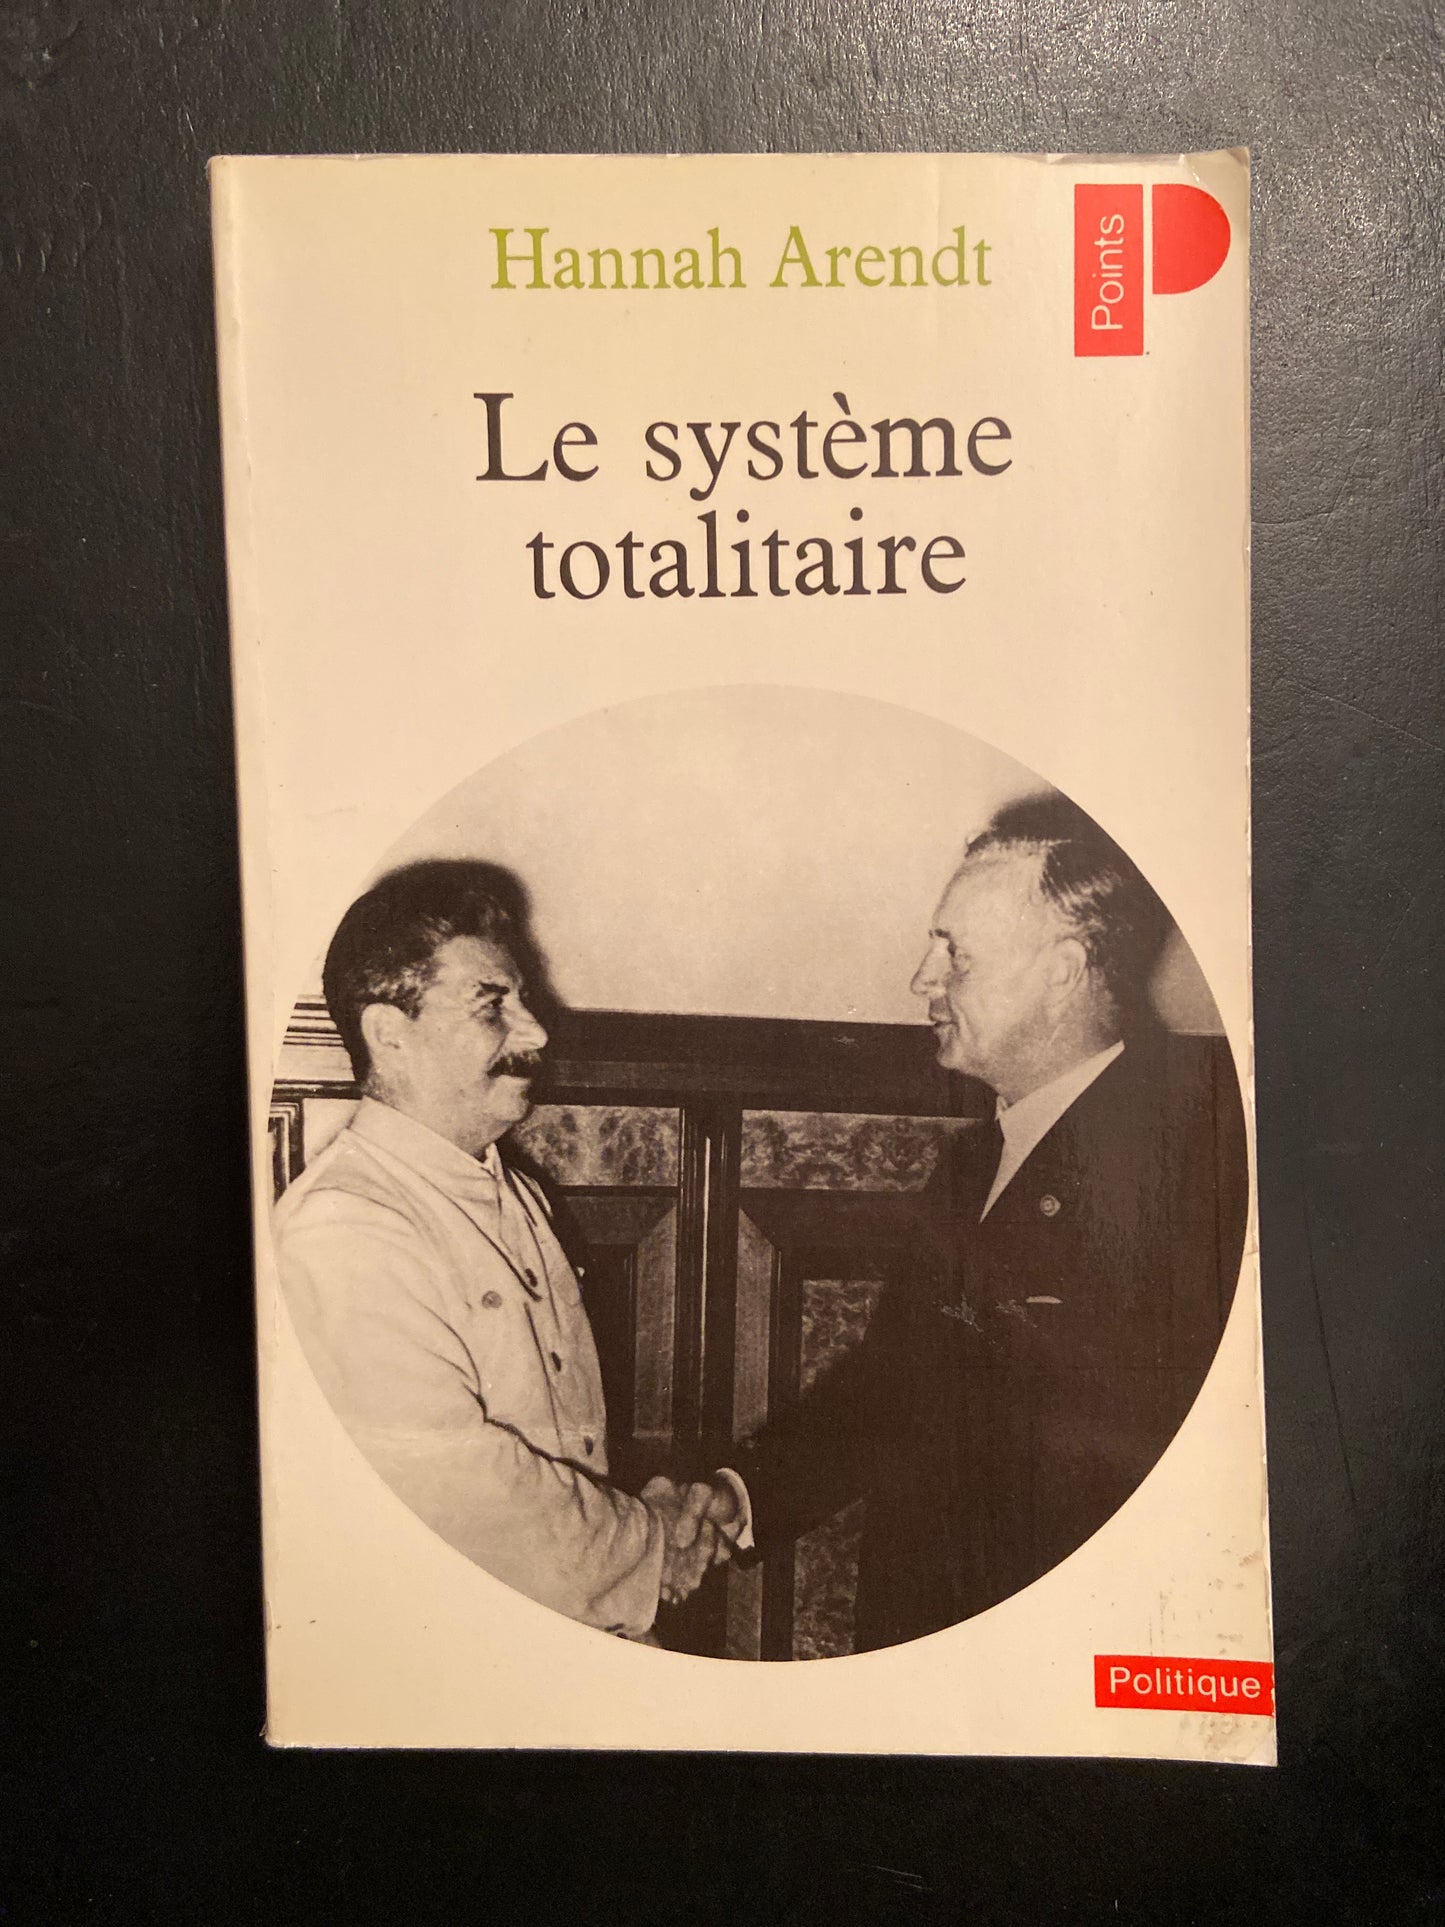 Hannah Arendt
Points
Le système
totalitaire
Politique